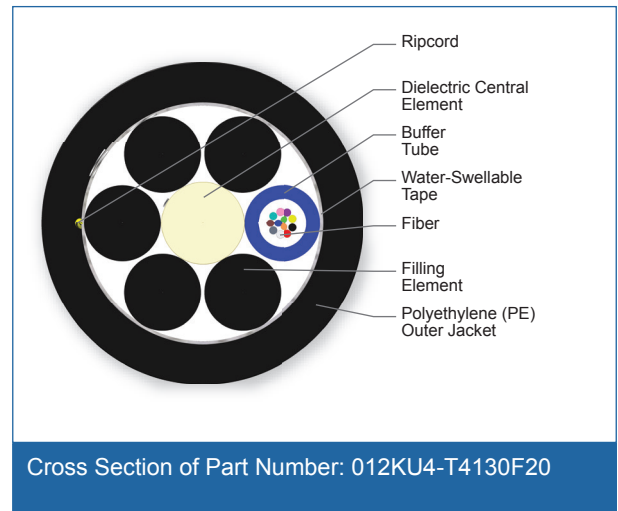 Ripcord
Dielectric Central
Element
Buffer
Tube
Water-Swellable
Tape
Fiber
Filling
Element
Polyethylene (PE)
Outer Jacket
Cross Section of Part Number: 012KU4-T4130F20